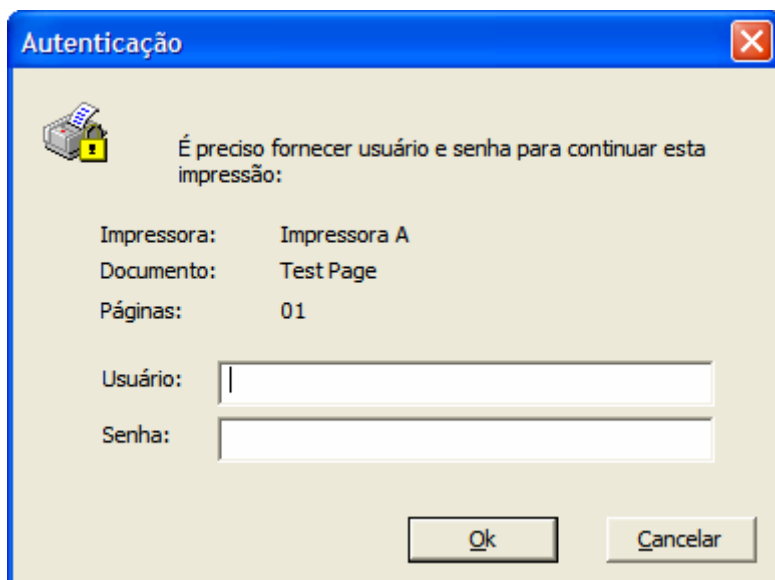 Autenticação
É preciso fornecer usuário e senha para continuar esta
impressão:
Impressora: Impressora A
Documento: Test Page
Páginas: 01
Usuário:
Senha:
Ok Cancelar